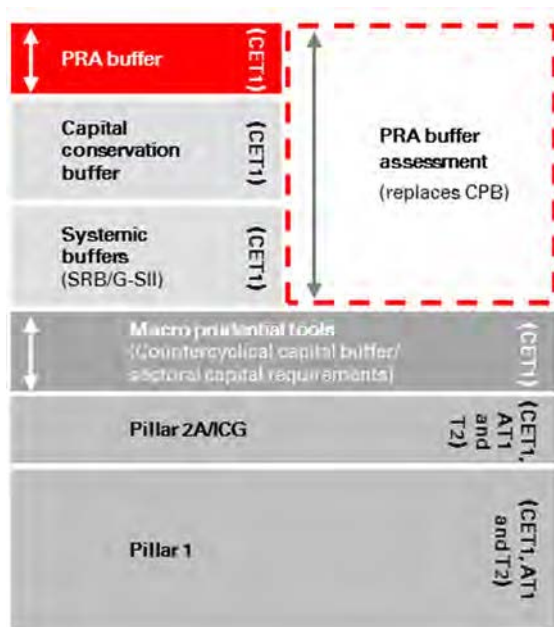 PRA buffer
(CET1)
Capital
conservation
buffer
(CET1)
PRA buffer
assessment
(replaces CPB)
Systemic
buffers
(SRB/G-SII)
(CET1)
Macro prudential tools
(Countercyclical capital buffer/
sectoral capital requirements)
(CET1)
Pillar 2A/ICG
(CET1,
AT1
and
T2)
Pillar 1
(CET1, AT1
and T2)